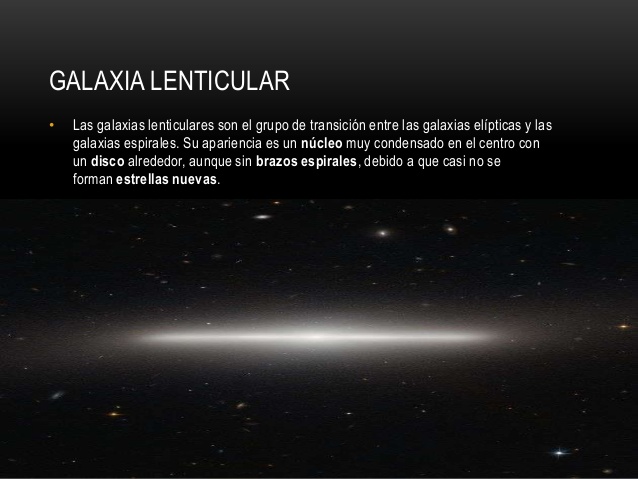 GALAXIA LENTICULAR
• Las galaxias lenticulares son el grupo de transición entre las galaxias elípticas y las
galaxias espirales. Su apariencia es un núcleo muy condensado en el centro con
un disco alrededor, aunque sin brazos espirales, debido a que casi no se
forman estrellas nuevas.